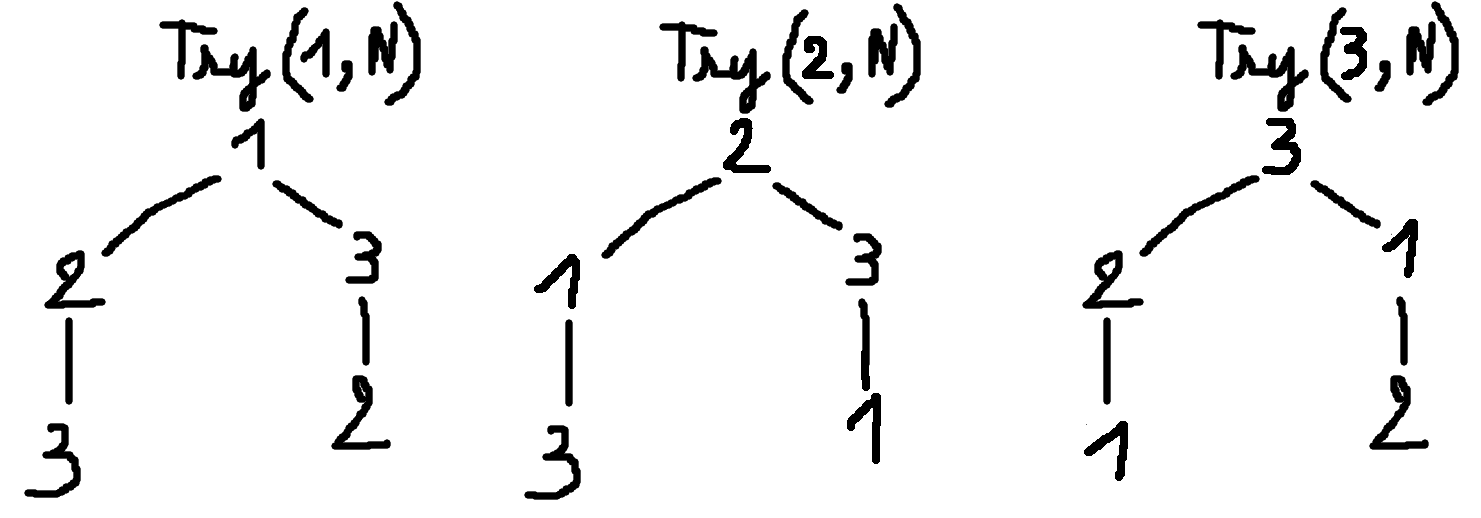 Try(1,N) Try(2,N) Try(3,N)
1 2 3
2 3 1 3 2 1
3 2 3 1 1 2